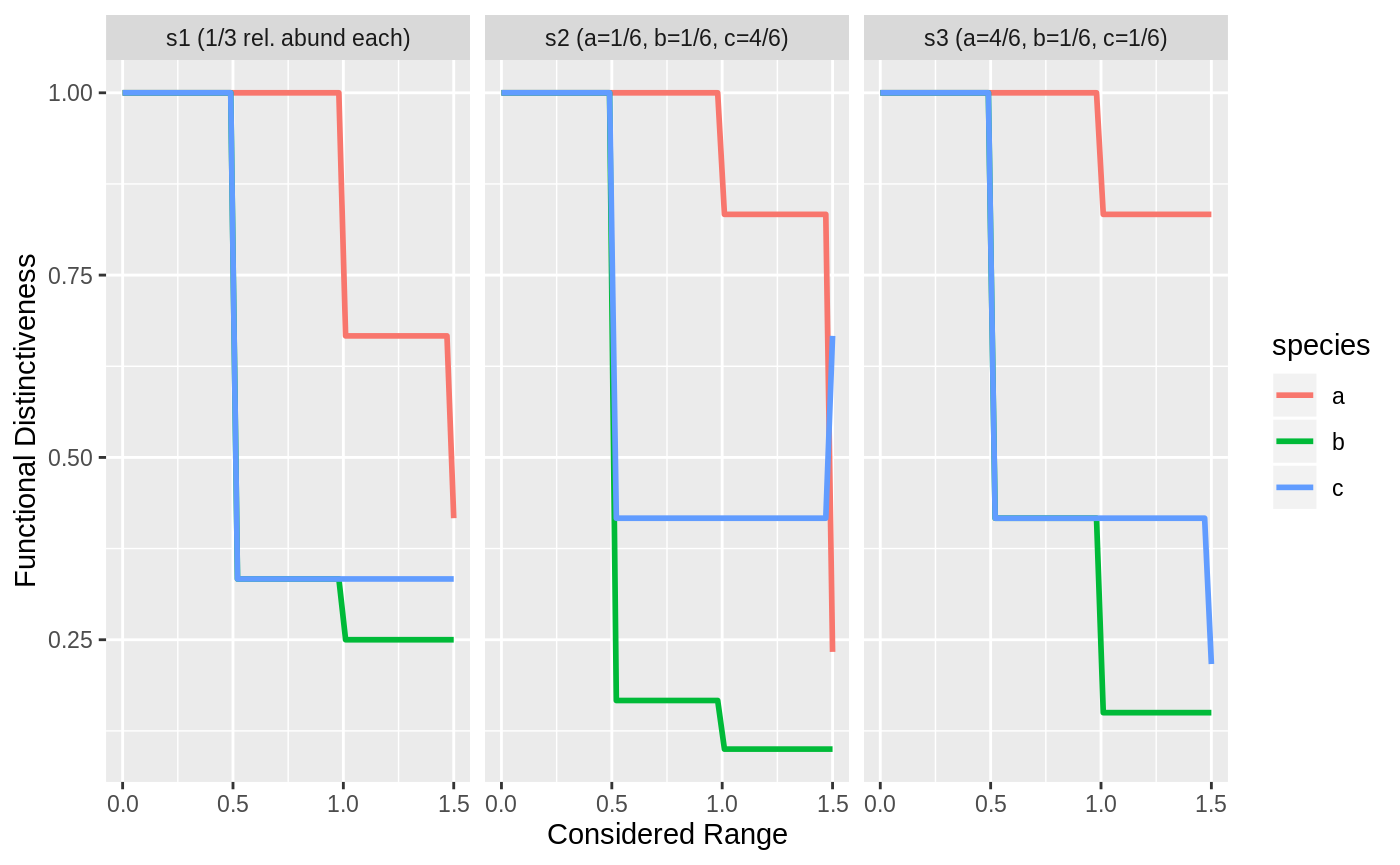 s1 (1/3 rel. abund each)
s2 (a=1/6, b=1/6, c=4/6)
s3 (a=4/6, b=1/6, c=1/6)
1.00
0.75
0.50
0.25
Functional Distinctiveness
0.0 0.5 1.0 1.5
0.0 0.5 1.0 1.5
0.0 0.5 1.0 1.5
Considered Range
species
a
b
c